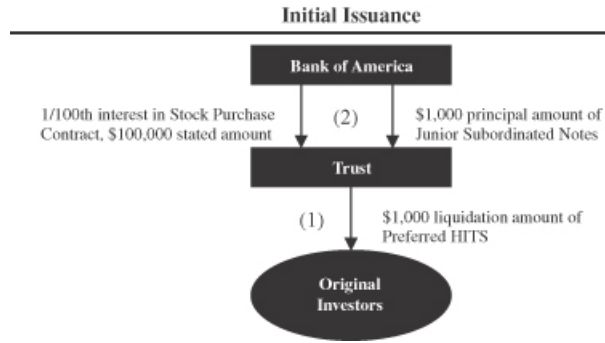 Initial Issuance
Bank of America
1/100th interest in Stock Purchase
Contract, $100,000 stated amount
(2)
$1,000 principal amount of
Junior Subordinated Notes
Trust
(1)
$1,000 liquidation amount of
Preferred HITS
Original
Investors